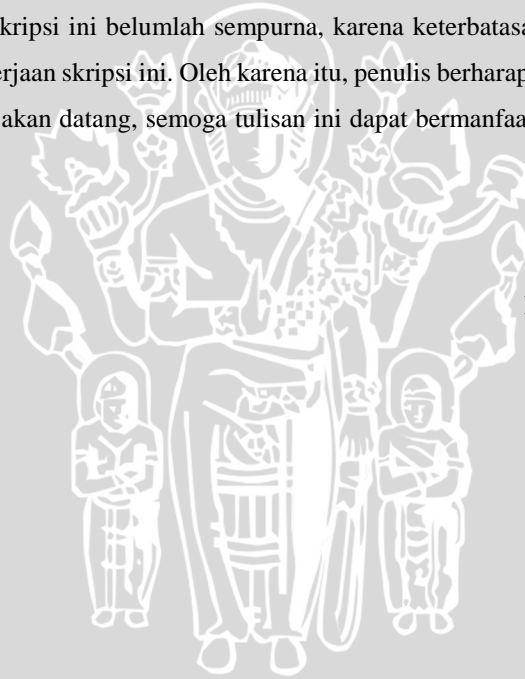 kripsi ini belumlah sempurna, karena keterbatasa
erjaan skripsi ini. Oleh karena itu, penulis berharap
akan datang, semoga tulisan ini dapat bermanfaa